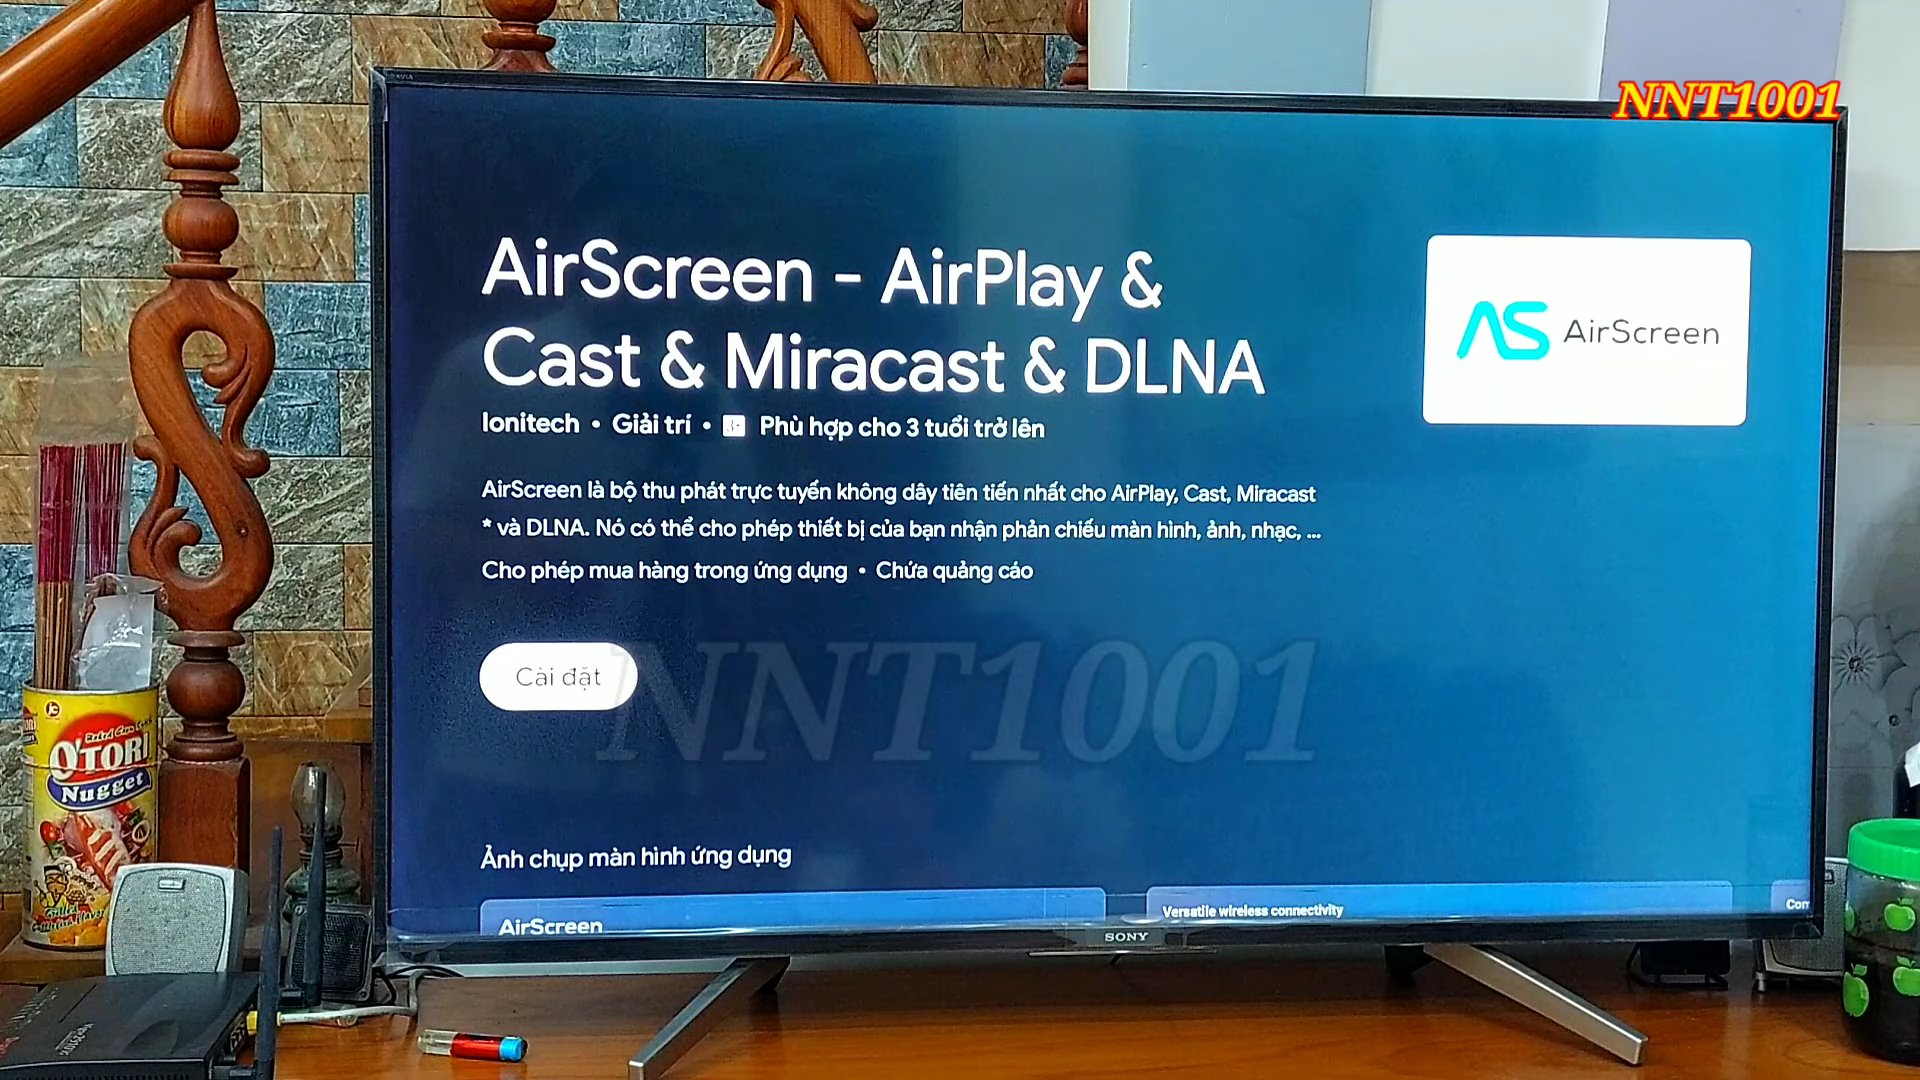 NNT1001
AirScreen - AirPlay &
Cast & Miracast & DLNA
Ionitech • Giải trí • 3+ Phù hợp cho 3 tuổi trở lên
AirScreen là bộ thu phát trực tuyến không dây tiên tiến nhất cho AirPlay, Cast, Miracast
* và DLNA. Nó có thể cho phép thiết bị của bạn nhận phản chiếu màn hình, ảnh, nhạc, ...
Cho phép mua hàng trong ứng dụng • Chứa quảng cáo
AS AirScreen
Cài đặt
NNT1001
Ảnh chụp màn hình ứng dụng
AirScreen
Versatile wireless connectivity
Com
SONY
O'TORI
Nugget